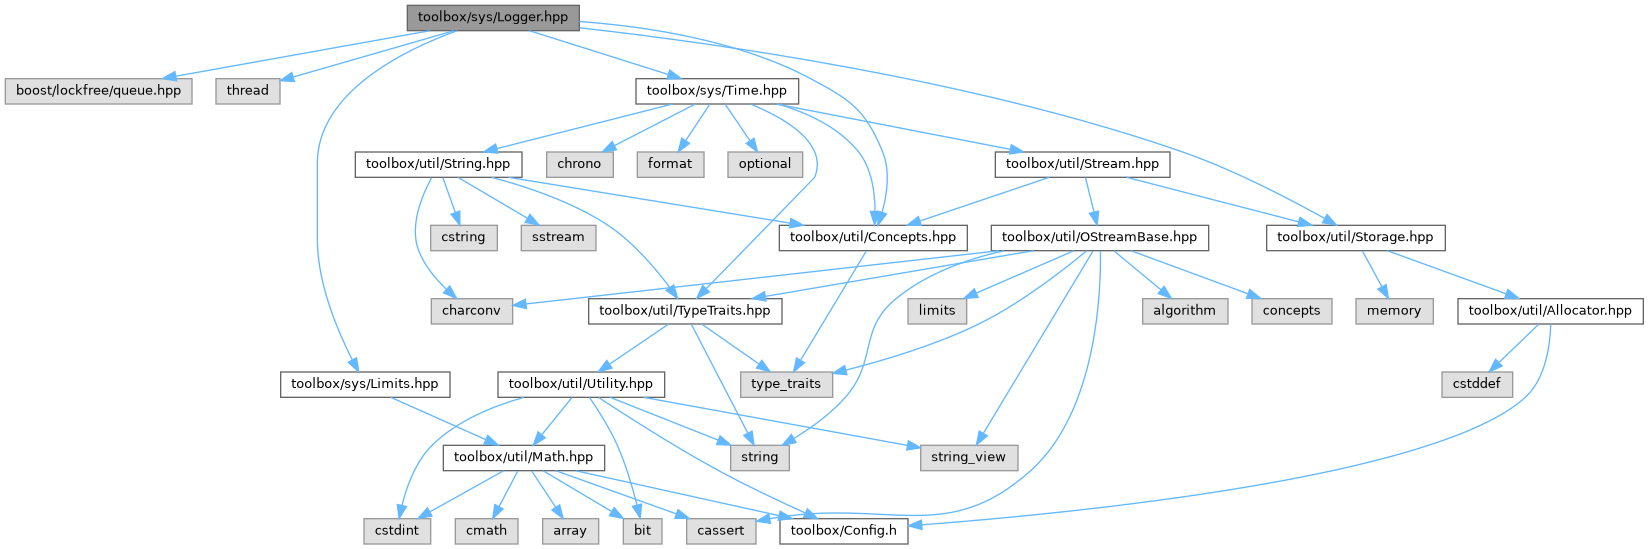 toolbox/sys/Logger.hpp
boost/lockfree/queue.hpp
thread
toolbox/sys/Time.hpp
toolbox/util/String.hpp
chrono
format
optional
toolbox/util/Stream.hpp
cstring
sstream
toolbox/util/Concepts.hpp
toolbox/util/OStreamBase.hpp
toolbox/util/Storage.hpp
charconv
toolbox/util/TypeTraits.hpp
limits
algorithm
concepts
memory
toolbox/util/Allocator.hpp
toolbox/sys/Limits.hpp
toolbox/util/Utility.hpp
type_traits
cstddef
toolbox/util/Math.hpp
string
string_view
cstdint
cmath
array
bit
cassert
toolbox/Config.h